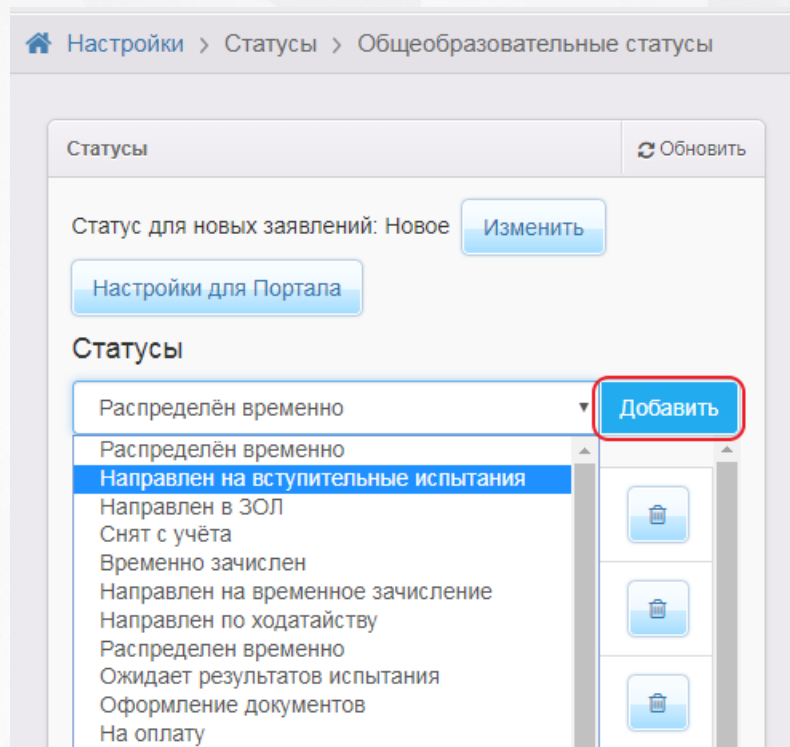 Настройки > Статусы > Общеобразовательные статусы
Статусы Обновить
Статус для новых заявлений: Новое Изменить
Настройки для Портала
Статусы
Распределён временно Добавить
Распределён временно
Направлен на вступительные испытания
Направлен в ЗОЛ
Снят с учёта
Временно зачислен
Направлен на временное зачисление
Направлен по ходатайству
Распределен временно
Ожидает результатов испытания
Оформление документов
На оплату